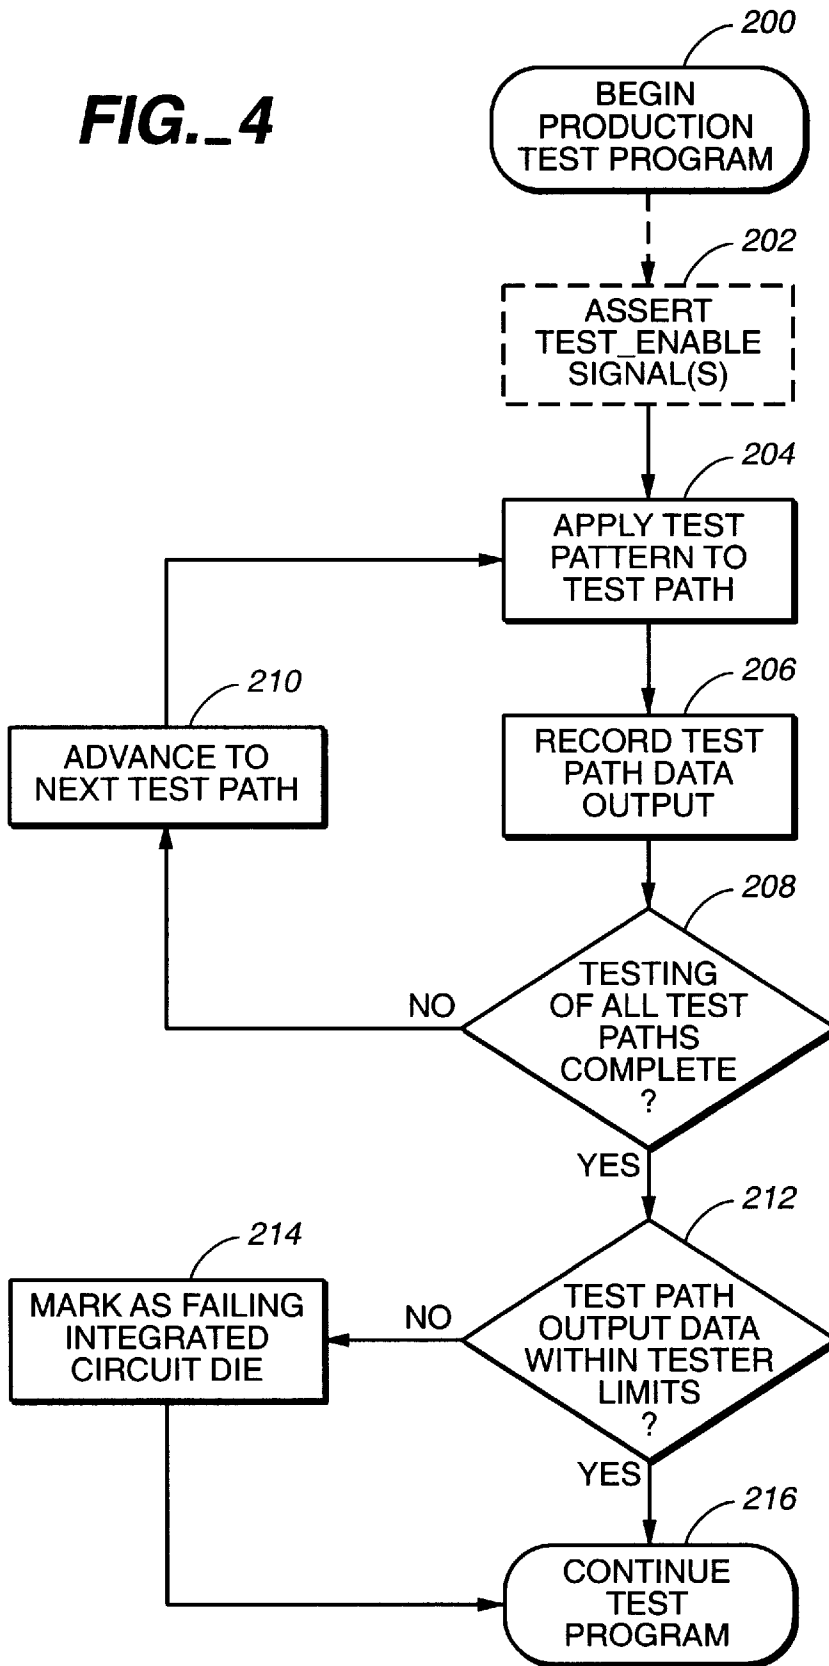 FIG._4
200
BEGIN
PRODUCTION
TEST PROGRAM
202
ASSERT
TEST_ENABLE
SIGNAL(S)
204
APPLY TEST
PATTERN TO
TEST PATH
206
RECORD TEST
PATH DATA
OUTPUT
210
ADVANCE TO
NEXT TEST PATH
208
TESTING
OF ALL TEST
PATHS
COMPLETE
?
NO
YES
212
TEST PATH
OUTPUT DATA
WITHIN TESTER
LIMITS
?
NO
YES
214
MARK AS FAILING
INTEGRATED
CIRCUIT DIE
216
CONTINUE
TEST
PROGRAM